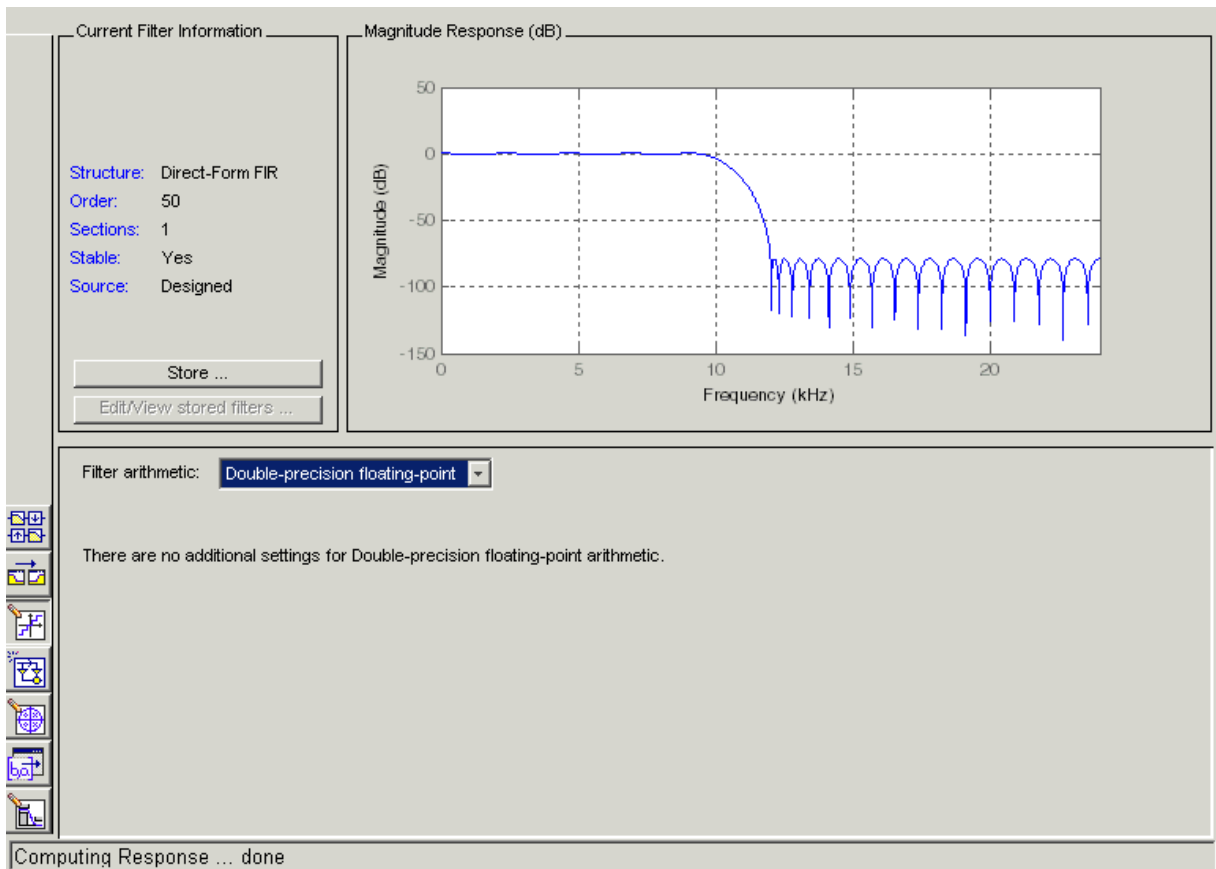 Current Filter Information
Structure: Direct-Form FIR
Order: 50
Sections: 1
Stable: Yes
Source: Designed
Store ...
Edit/View stored filters ...
Magnitude Response (dB)
Magnitude (dB)
50
0
-50
-100
-150
0 5 10 15 20
Frequency (kHz)
Filter arithmetic: Double-precision floating-point
There are no additional settings for Double-precision floating-point arithmetic.
[b,a]
Computing Response ... done